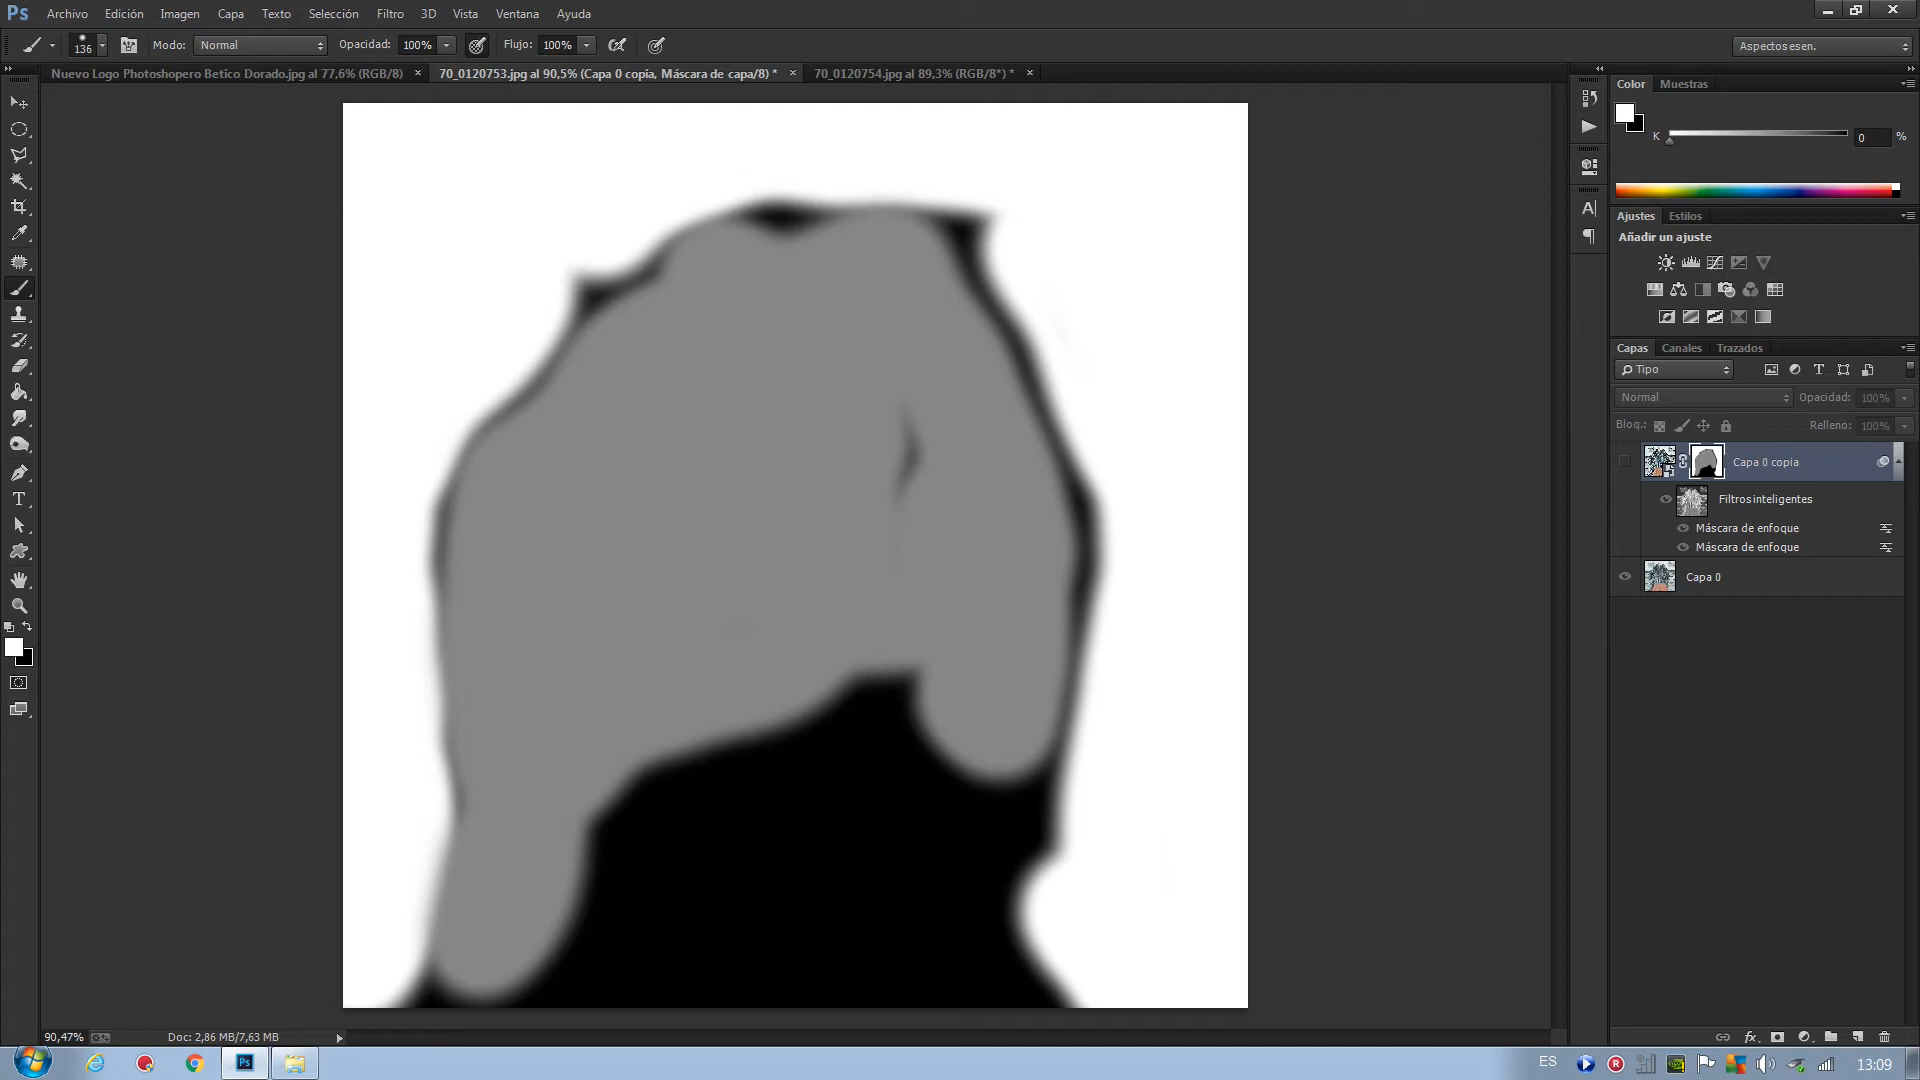 Ps Archivo Edición Imagen Capa Texto Selección Filtro 3D Vista Ventana Ayuda
136 Modo: Normal Opacidad: 100% Flujo: 100% Aspectos esen.
Nuevo Logo Photoshopero Betico Dorado.jpg al 77,6% (RGB/8) × 70_0120753.jpg al 90,5% (Capa 0 copia, Máscara de capa/8) * × 70_0120754.jpg al 89,3% (RGB/8*) * ×
Color Muestras
K 0 %
Ajustes Estilos
Añadir un ajuste
Capas Canales Trazados
Tipo
Normal Opacidad: 100%
Bloq.: Relleno: 100%
Capa 0 copia
Filtros inteligentes
Máscara de enfoque
Máscara de enfoque
Capa 0
90,47% Doc: 2,86 MB/7,63 MB
Ps ES 13:09